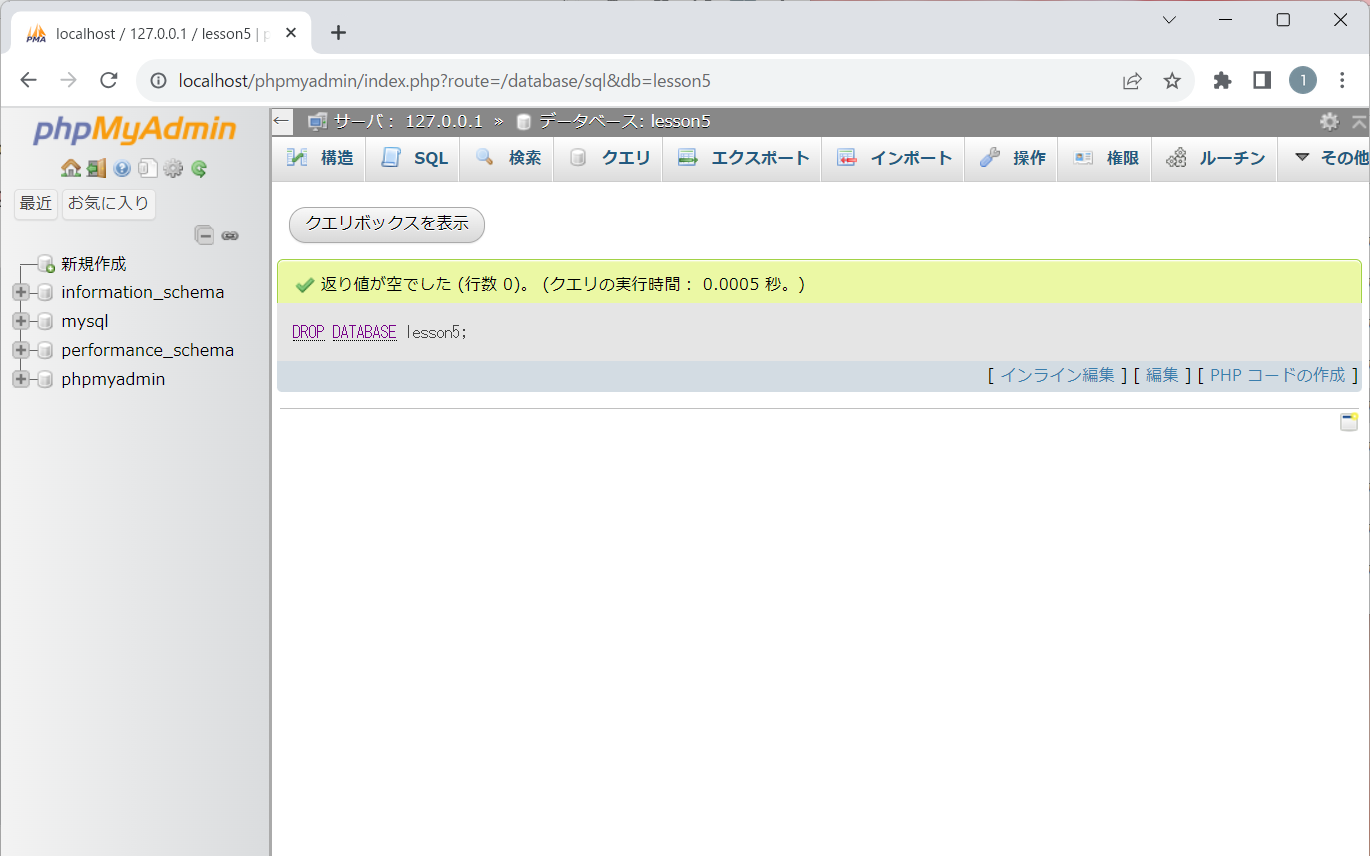 localhost / 127.0.0.1 / lesson5 | p
localhost/phpmyadmin/index.php?route=/database/sql&db=lesson5
1
phpMyAdmin
最近 お気に入り
新規作成
information_schema
mysql
performance_schema
phpmyadmin
サーバ： 127.0.0.1 » データベース: lesson5
構造 SQL 検索 クエリ エクスポート インポート 操作 権限 ルーチン その他
クエリボックスを表示
返り値が空でした (行数 0)。 (クエリの実行時間： 0.0005 秒。)
DROP DATABASE lesson5;
[ インライン編集 ] [ 編集 ] [ PHP コードの作成 ]